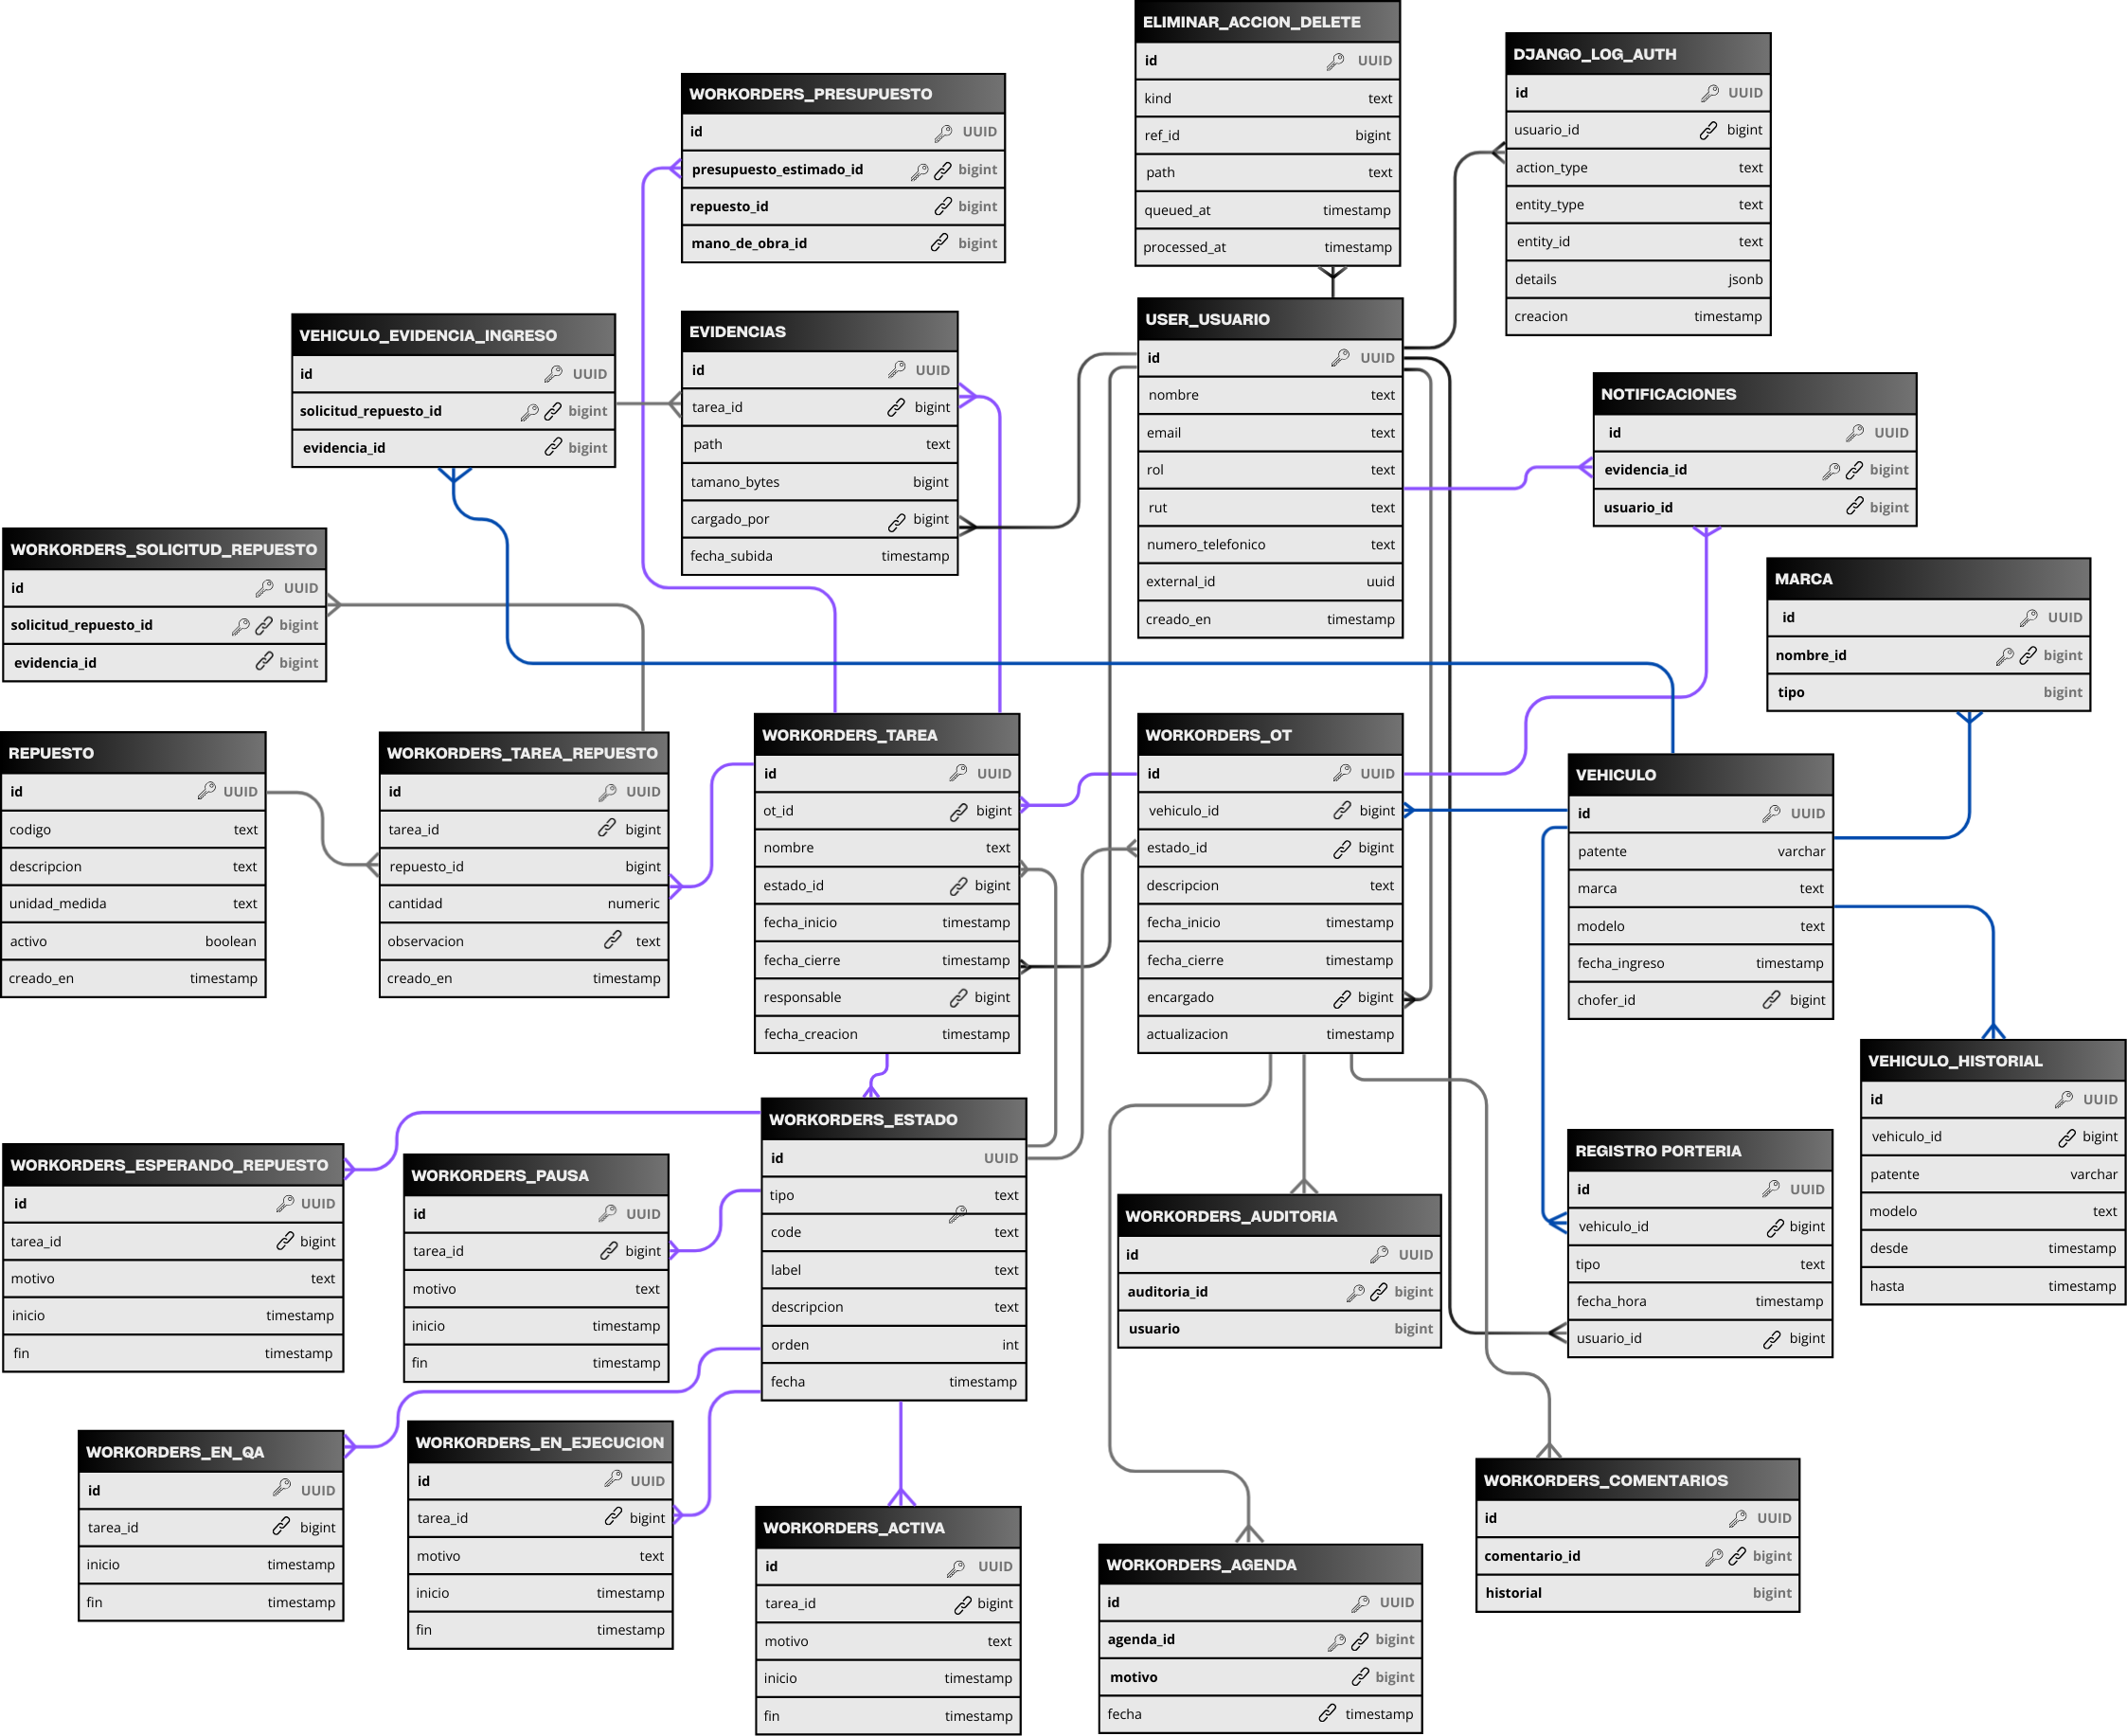 ELIMINAR_ACCION_DELETE
id UUID
kind text
ref_id bigint
path text
queued_at timestamp
processed_at timestamp
DJANGO_LOG_AUTH
id UUID
usuario_id bigint
action_type text
entity_type text
entity_id text
details jsonb
creacion timestamp
WORKORDERS_PRESUPUESTO
id UUID
presupuesto_estimado_id bigint
repuesto_id bigint
mano_de_obra_id bigint
VEHICULO_EVIDENCIA_INGRESO
id UUID
solicitud_repuesto_id bigint
evidencia_id bigint
EVIDENCIAS
id UUID
tarea_id bigint
path text
tamano_bytes bigint
cargado_por bigint
fecha_subida timestamp
USER_USUARIO
id UUID
nombre text
email text
rol text
rut text
numero_telefonico text
external_id uuid
creado_en timestamp
NOTIFICACIONES
id UUID
evidencia_id bigint
usuario_id bigint
WORKORDERS_SOLICITUD_REPUESTO
id UUID
solicitud_repuesto_id bigint
evidencia_id bigint
MARCA
id UUID
nombre_id bigint
tipo bigint
REPUESTO
id UUID
codigo text
descripcion text
unidad_medida text
activo boolean
creado_en timestamp
WORKORDERS_TAREA_REPUESTO
id UUID
tarea_id bigint
repuesto_id bigint
cantidad numeric
observacion text
creado_en timestamp
WORKORDERS_TAREA
id UUID
ot_id bigint
nombre text
estado_id bigint
fecha_inicio timestamp
fecha_cierre timestamp
responsable bigint
fecha_creacion timestamp
WORKORDERS_OT
id UUID
vehiculo_id bigint
estado_id bigint
descripcion text
fecha_inicio timestamp
fecha_cierre timestamp
encargado bigint
actualizacion timestamp
VEHICULO
id UUID
patente varchar
marca text
modelo text
fecha_ingreso timestamp
chofer_id bigint
VEHICULO_HISTORIAL
id UUID
vehiculo_id bigint
patente varchar
modelo text
desde timestamp
hasta timestamp
WORKORDERS_ESPERANDO_REPUESTO
id UUID
tarea_id bigint
motivo text
inicio timestamp
fin timestamp
WORKORDERS_PAUSA
id UUID
tarea_id bigint
motivo text
inicio timestamp
fin timestamp
WORKORDERS_ESTADO
id UUID
tipo text
code text
label text
descripcion text
orden int
fecha timestamp
WORKORDERS_AUDITORIA
id UUID
auditoria_id bigint
usuario bigint
REGISTRO PORTERIA
id UUID
vehiculo_id bigint
tipo text
fecha_hora timestamp
usuario_id bigint
WORKORDERS_EN_QA
id UUID
tarea_id bigint
inicio timestamp
fin timestamp
WORKORDERS_EN_EJECUCION
id UUID
tarea_id bigint
motivo text
inicio timestamp
fin timestamp
WORKORDERS_ACTIVA
id UUID
tarea_id bigint
motivo text
inicio timestamp
fin timestamp
WORKORDERS_AGENDA
id UUID
agenda_id bigint
motivo bigint
fecha timestamp
WORKORDERS_COMENTARIOS
id UUID
comentario_id bigint
historial bigint